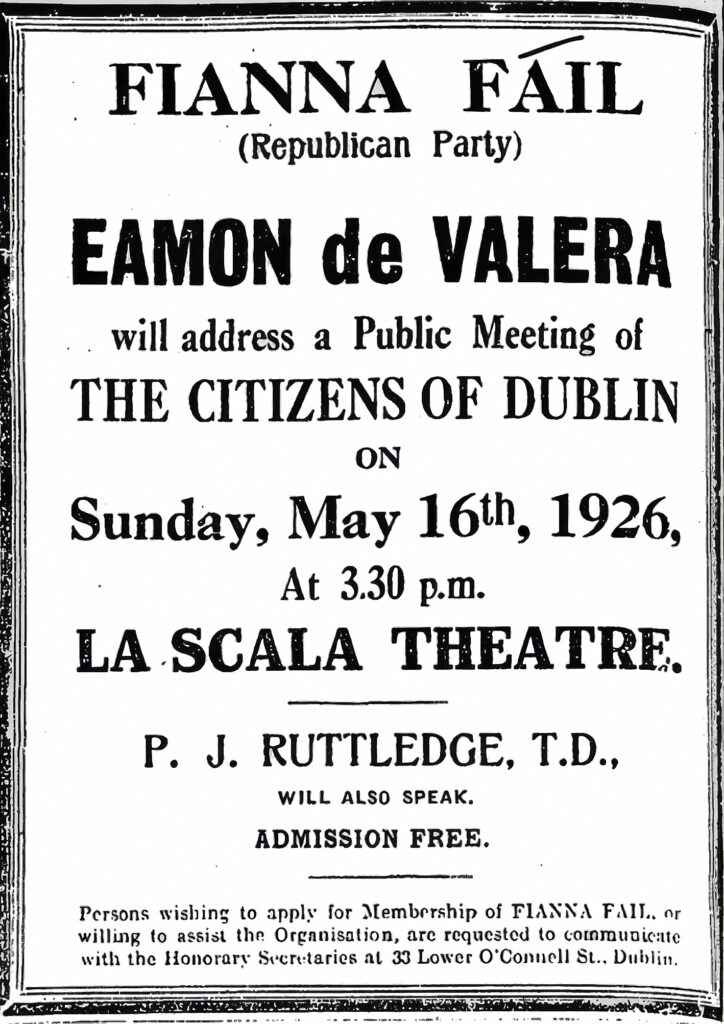 FIANNA FÁIL
(Republican Party)
EAMON de VALERA
will address a Public Meeting of
THE CITIZENS OF DUBLIN
ON
Sunday, May 16th, 1926,
At 3.30 p.m.
LA SCALA THEATRE.
P. J. RUTTLEDGE, T.D.,
WILL ALSO SPEAK.
ADMISSION FREE.
Persons wishing to apply for Membership of FIANNA FAIL, or
willing to assist the Organisation, are requested to communicate
with the Honorary Secretaries at 33 Lower O'Connell St., Dublin.